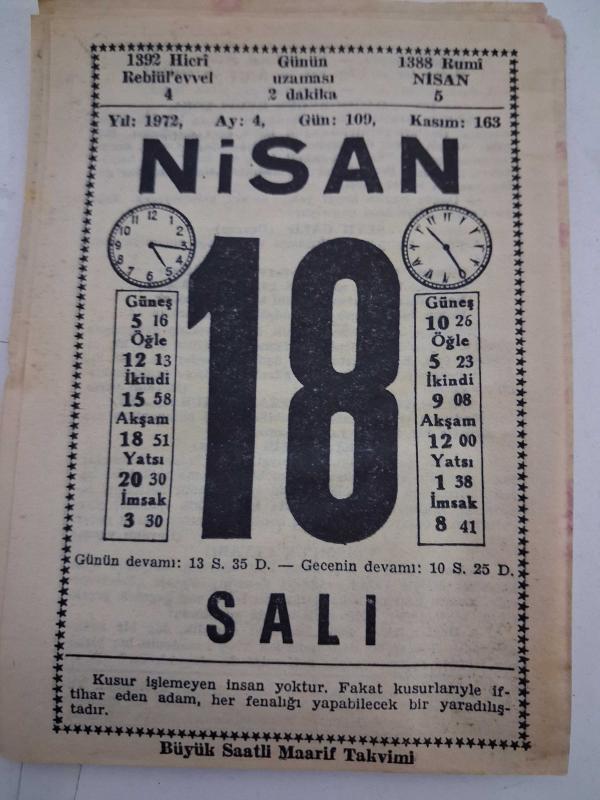 1392 Hicrî Günün 1388 Rumî
Rebiül'evvel uzaması NİSAN
4 2 dakika 5
Yıl: 1972, Ay: 4, Gün: 109, Kasım: 163
NiSAN
18
Güneş
5 16
Öğle
12 13
İkindi
15 58
Akşam
18 51
Yatsı
20 30
İmsak
3 30
Güneş
10 26
Öğle
5 23
İkindi
9 08
Akşam
12 00
Yatsı
1 38
İmsak
8 41
Günün devamı: 13 S. 35 D. — Gecenin devamı: 10 S. 25 D.
SALI
Kusur işlemeyen insan yoktur. Fakat kusurlarıyle if-
tihar eden adam, her fenalığı yapabilecek bir yaradılış-
tadır.
Büyük Saatli Maarif Takvimi